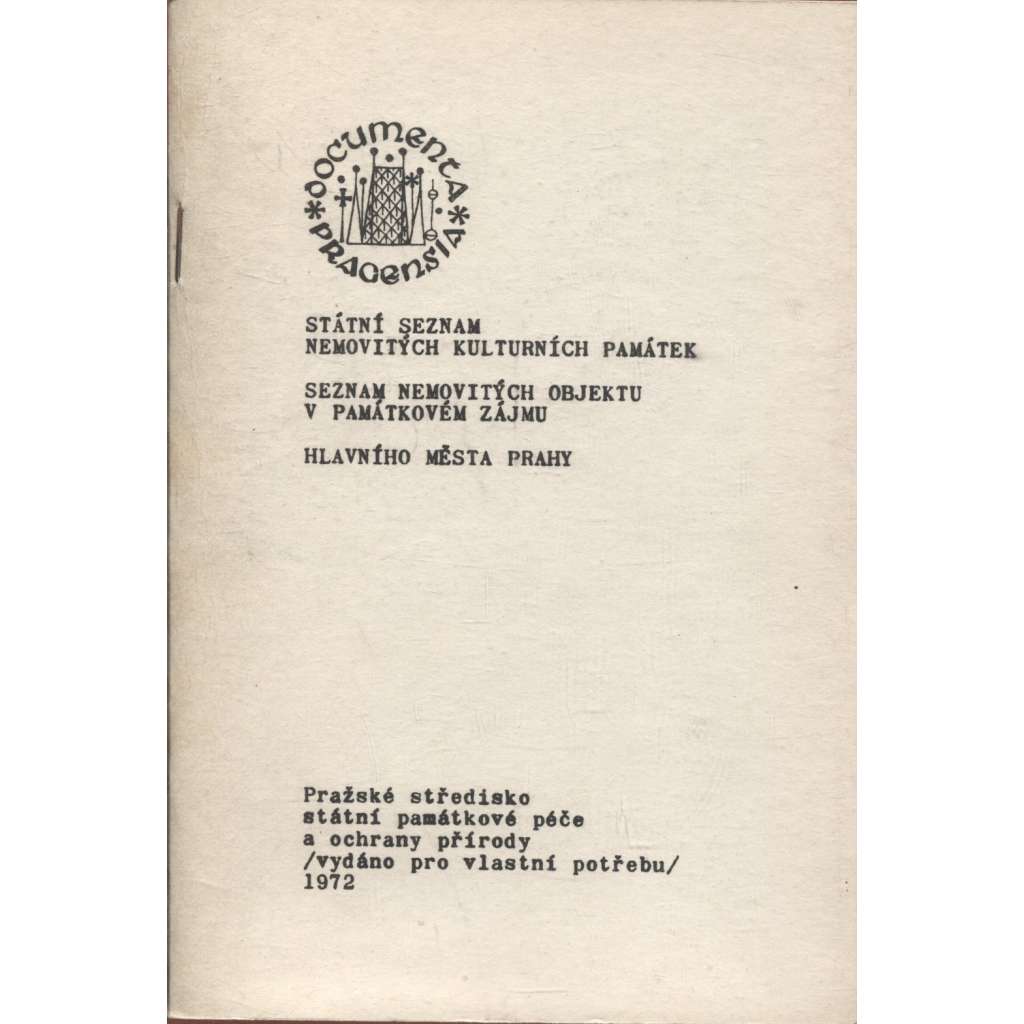 DOCUMENTA
PRAGENSIA
STÁTNÍ SEZNAM
NEMOVITÝCH KULTURNÍCH PAMÁTEK
SEZNAM NEMOVITÝCH OBJEKTU
V PAMÁTKOVÉM ZÁJMU
HLAVNÍHO MĚSTA PRAHY
Pražské středisko
státní památkové péče
a ochrany přírody
/vydáno pro vlastní potřebu/
1972